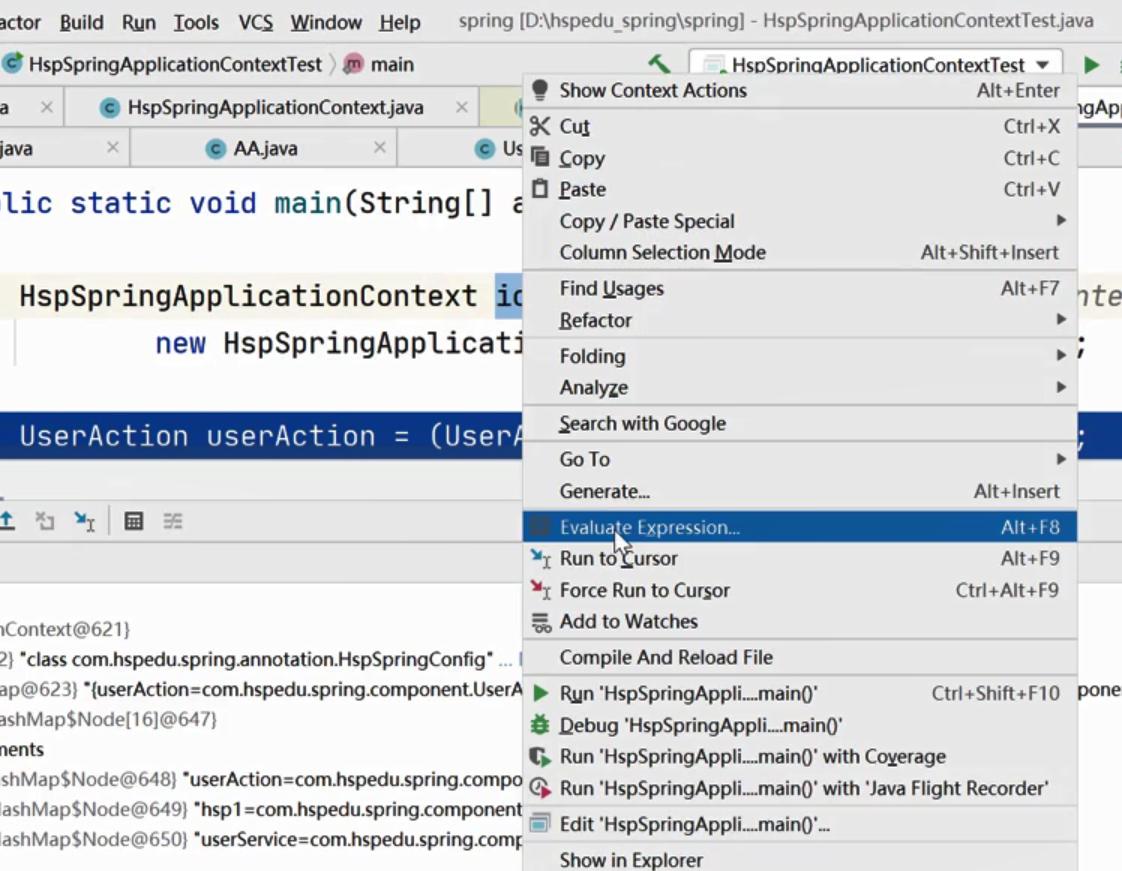 actor Build Run Tools VCS Window Help spring [D:\hspedu_spring\spring] - HspSpringApplicationContextTest.java
HspSpringApplicationContextTest main HspSpringApplicationContextTest
a HspSpringApplicationContext.java
java AA.java Us
lic static void main(String[] a
HspSpringApplicationContext io
new HspSpringApplicati ;
UserAction userAction = (UserA ;
Show Context Actions Alt+Enter
Cut Ctrl+X
Copy Ctrl+C
Paste Ctrl+V
Copy / Paste Special
Column Selection Mode Alt+Shift+Insert
Find Usages Alt+F7
Refactor
Folding
Analyze
Search with Google
Go To
Generate... Alt+Insert
Evaluate Expression... Alt+F8
Run to Cursor Alt+F9
Force Run to Cursor Ctrl+Alt+F9
Add to Watches
Compile And Reload File
Run 'HspSpringAppli....main()' Ctrl+Shift+F10
Debug 'HspSpringAppli....main()'
Run 'HspSpringAppli....main()' with Coverage
Run 'HspSpringAppli....main()' with 'Java Flight Recorder'
Edit 'HspSpringAppli....main()'...
Show in Explorer
nContext@621}
2} "class com.hspedu.spring.annotation.HspSpringConfig" ...
ap@623} "{userAction=com.hspedu.spring.component.UserA pone
ashMap$Node[16]@647}
nents
ashMap$Node@648} "userAction=com.hspedu.spring.compo
ashMap$Node@649} "hsp1=com.hspedu.spring.component
ashMap$Node@650} "userService=com.hspedu.spring.comp